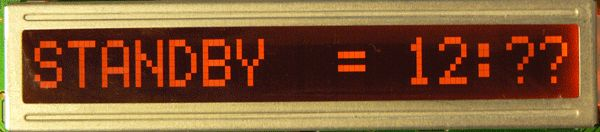 STANDBY = 12:??